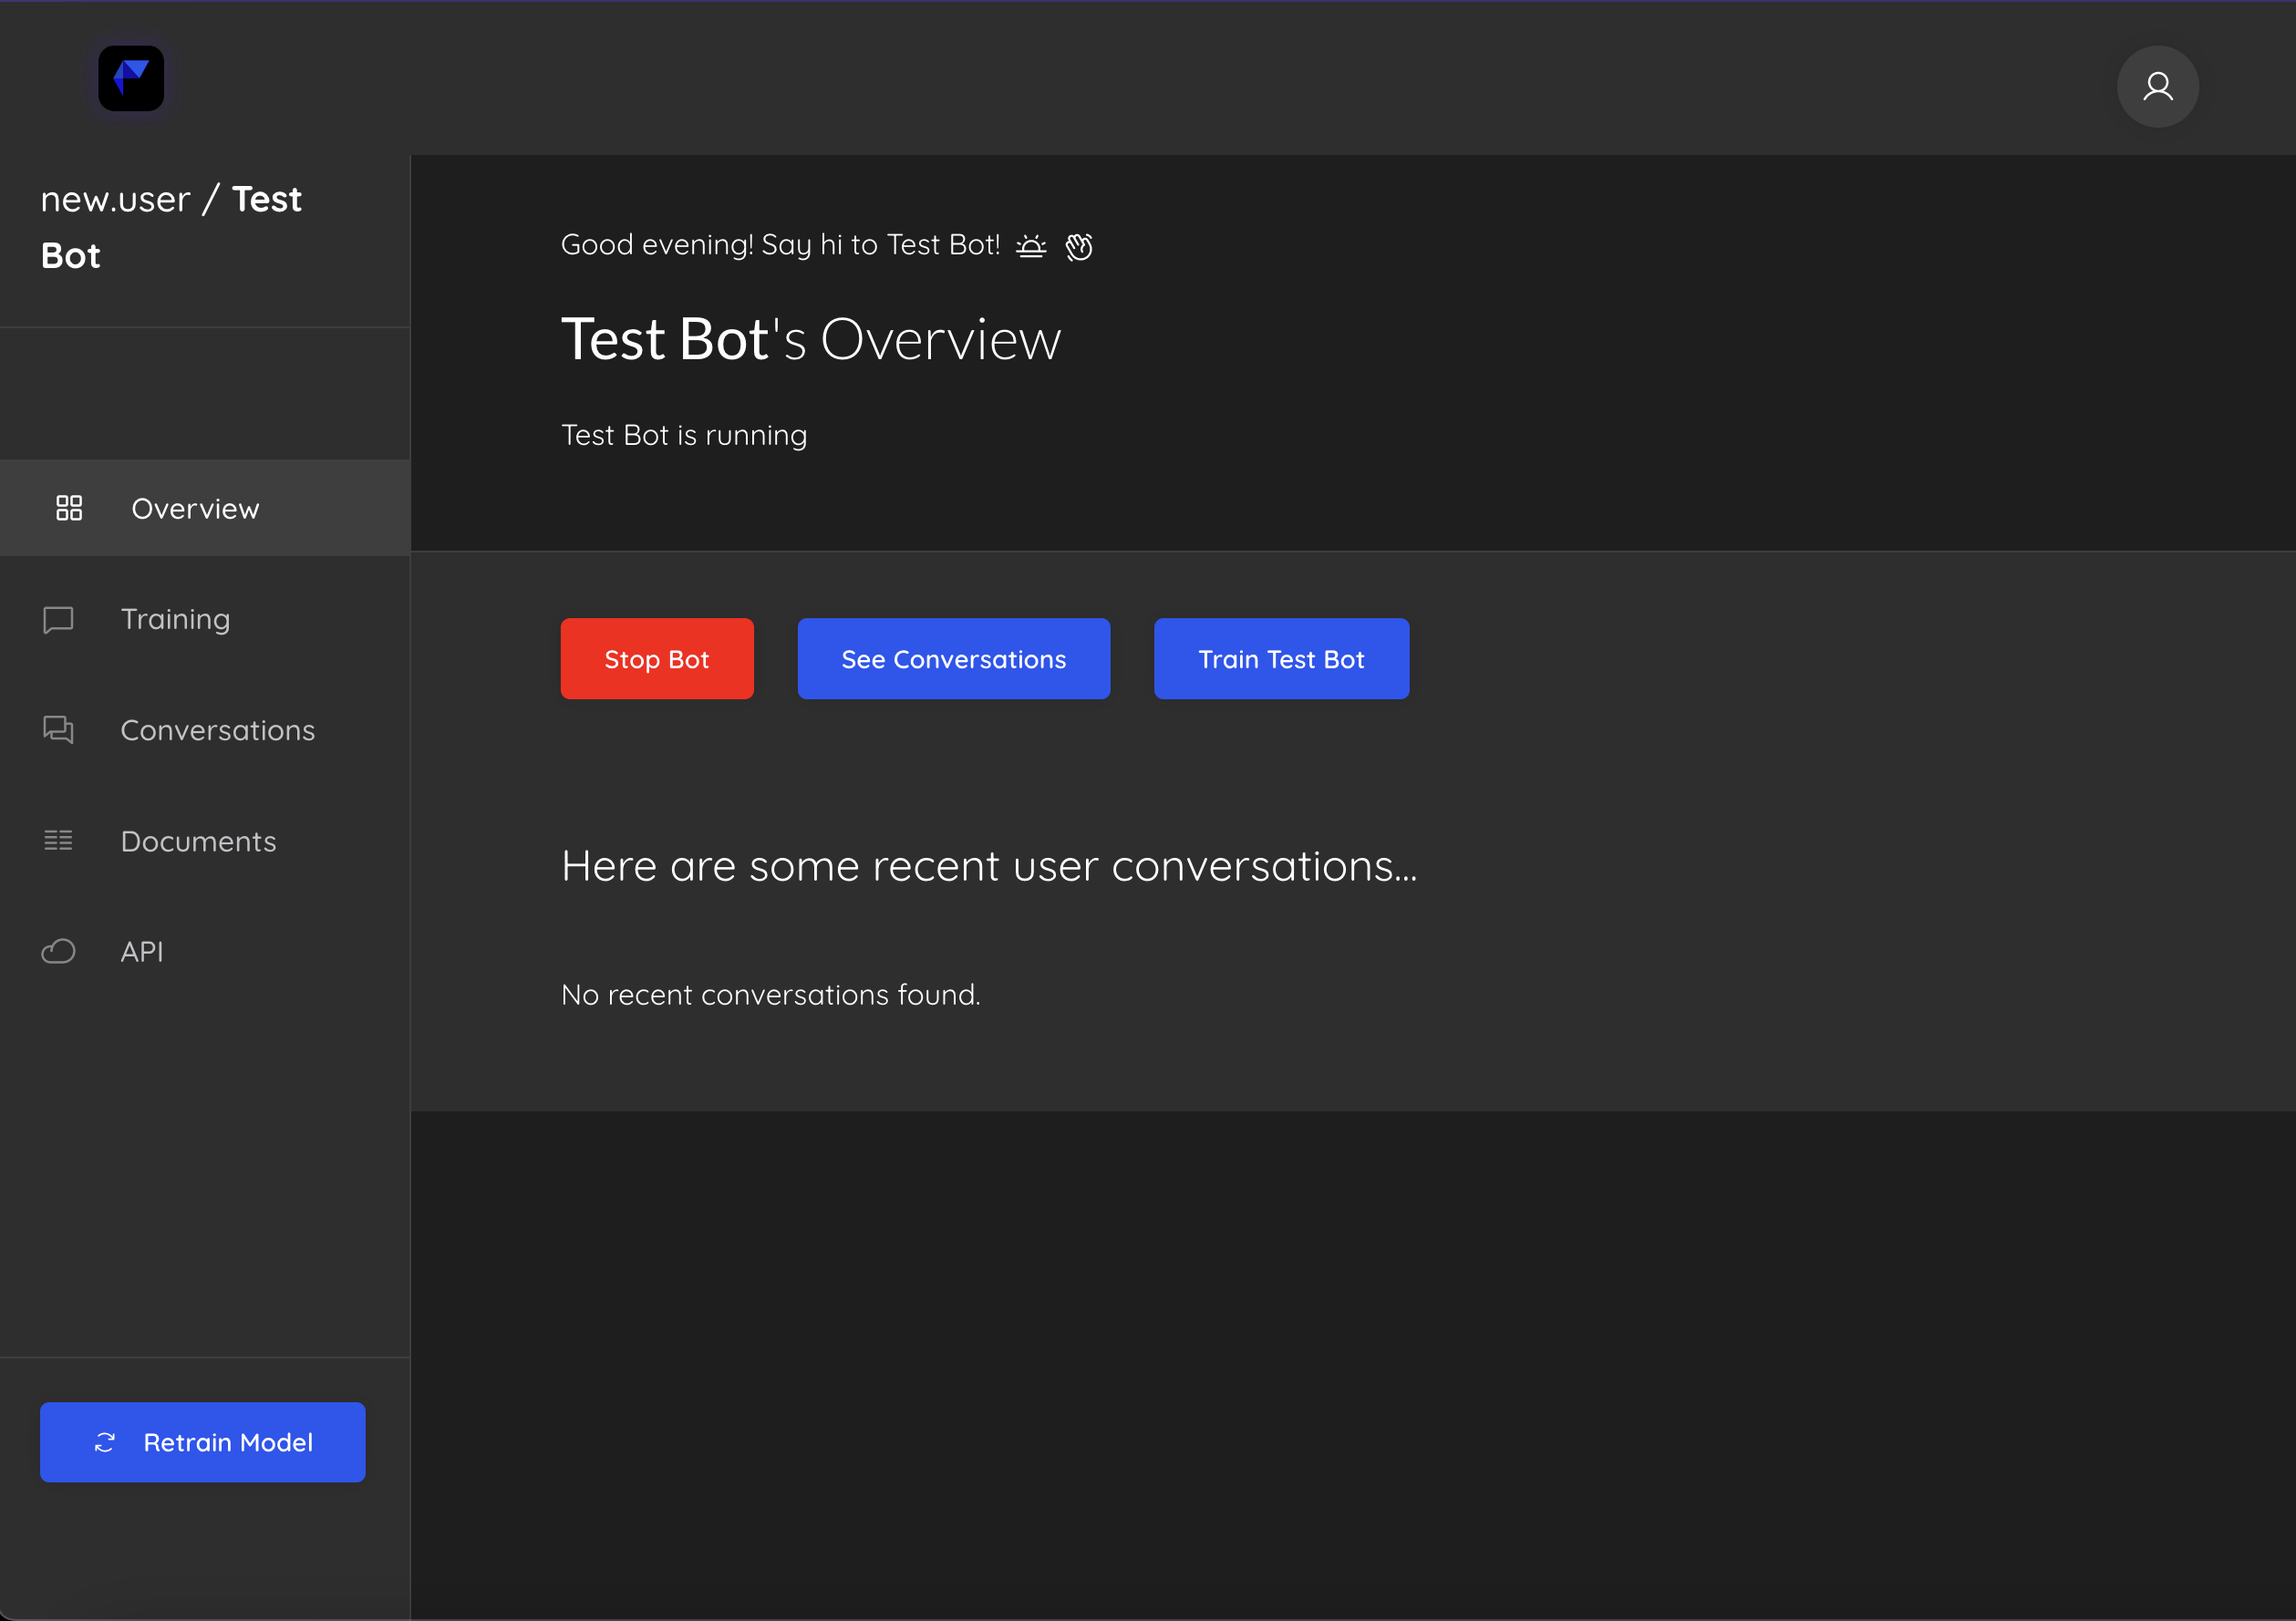 new.user / Test
Bot
Overview
Training
Conversations
Documents
API
Retrain Model
Good evening! Say hi to Test Bot!
Test Bot's Overview
Test Bot is running
Stop Bot
See Conversations
Train Test Bot
Here are some recent user conversations...
No recent conversations found.